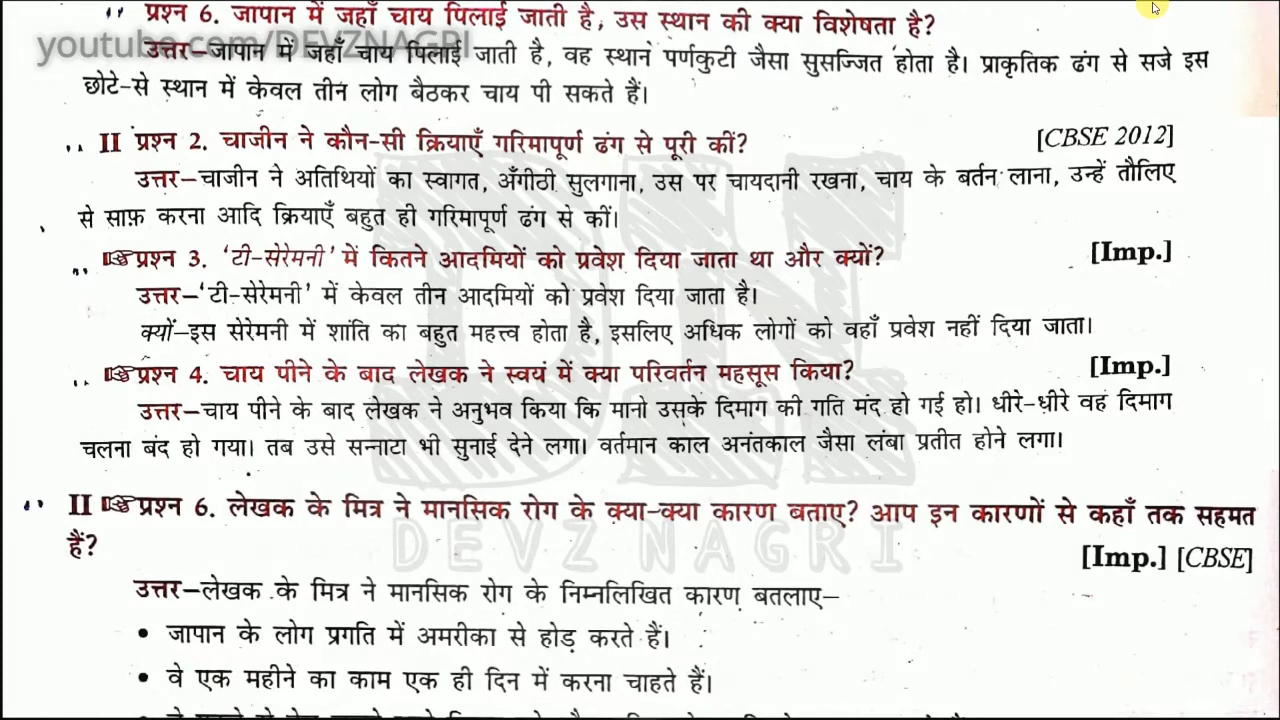 प्रश्न 6. जापान में जहाँ चाय पिलाई जाती है, उस स्थान की क्या विशेषता है?
youtube.com/DEVZNAGRI
उत्तर–जापान में जहाँ चाय पिलाई जाती है, वह स्थान पर्णकुटी जैसा सुसज्जित होता है। प्राकृतिक ढंग से सजे इस
छोटे-से स्थान में केवल तीन लोग बैठकर चाय पी सकते हैं।
II प्रश्न 2. चाजीन ने कौन-सी क्रियाएँ गरिमापूर्ण ढंग से पूरी कीं? [CBSE 2012]
उत्तर–चाजीन ने अतिथियों का स्वागत, अँगीठी सुलगाना, उस पर चायदानी रखना, चाय के बर्तन लाना, उन्हें तौलिए
से साफ़ करना आदि क्रियाएँ बहुत ही गरिमापूर्ण ढंग से कीं।
☞प्रश्न 3. 'टी-सेरेमनी' में कितने आदमियों को प्रवेश दिया जाता था और क्यों? [Imp.]
उत्तर–'टी-सेरेमनी' में केवल तीन आदमियों को प्रवेश दिया जाता है।
क्यों–इस सेरेमनी में शांति का बहुत महत्त्व होता है, इसलिए अधिक लोगों को वहाँ प्रवेश नहीं दिया जाता।
☞प्रश्न 4. चाय पीने के बाद लेखक ने स्वयं में क्या परिवर्तन महसूस किया? [Imp.]
उत्तर–चाय पीने के बाद लेखक ने अनुभव किया कि मानो उसके दिमाग की गति मंद हो गई हो। धीरे-धीरे वह दिमाग
चलना बंद हो गया। तब उसे सन्नाटा भी सुनाई देने लगा। वर्तमान काल अनंतकाल जैसा लंबा प्रतीत होने लगा।
II ☞प्रश्न 6. लेखक के मित्र ने मानसिक रोग के क्या-क्या कारण बताए? आप इन कारणों से कहाँ तक सहमत
हैं? [Imp.] [CBSE]
DEVZ NAGRI
उत्तर–लेखक के मित्र ने मानसिक रोग के निम्नलिखित कारण बतलाए–
• जापान के लोग प्रगति में अमरीका से होड़ करते हैं।
• वे एक महीने का काम एक ही दिन में करना चाहते हैं।